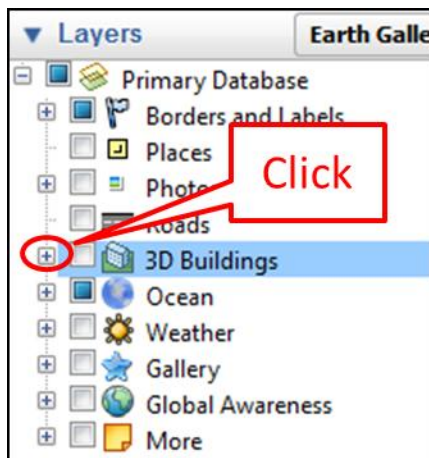 Layers
Earth Galle
Primary Database
Borders and Labels
Places
Photo
Click
Roads
3D Buildings
Ocean
Weather
Gallery
Global Awareness
More